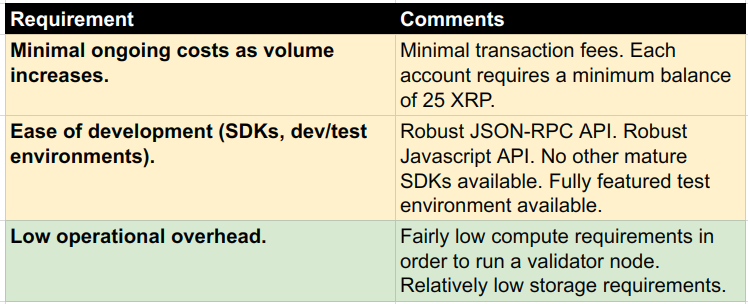 Requirement
Comments
Minimal ongoing costs as volume
increases.
Minimal transaction fees. Each
account requires a minimum balance
of 25 XRP.
Ease of development (SDKs, dev/test
environments).
Robust JSON-RPC API. Robust
Javascript API. No other mature
SDKs available. Fully featured test
environment available.
Low operational overhead.
Fairly low compute requirements in
order to run a validator node.
Relatively low storage requirements.